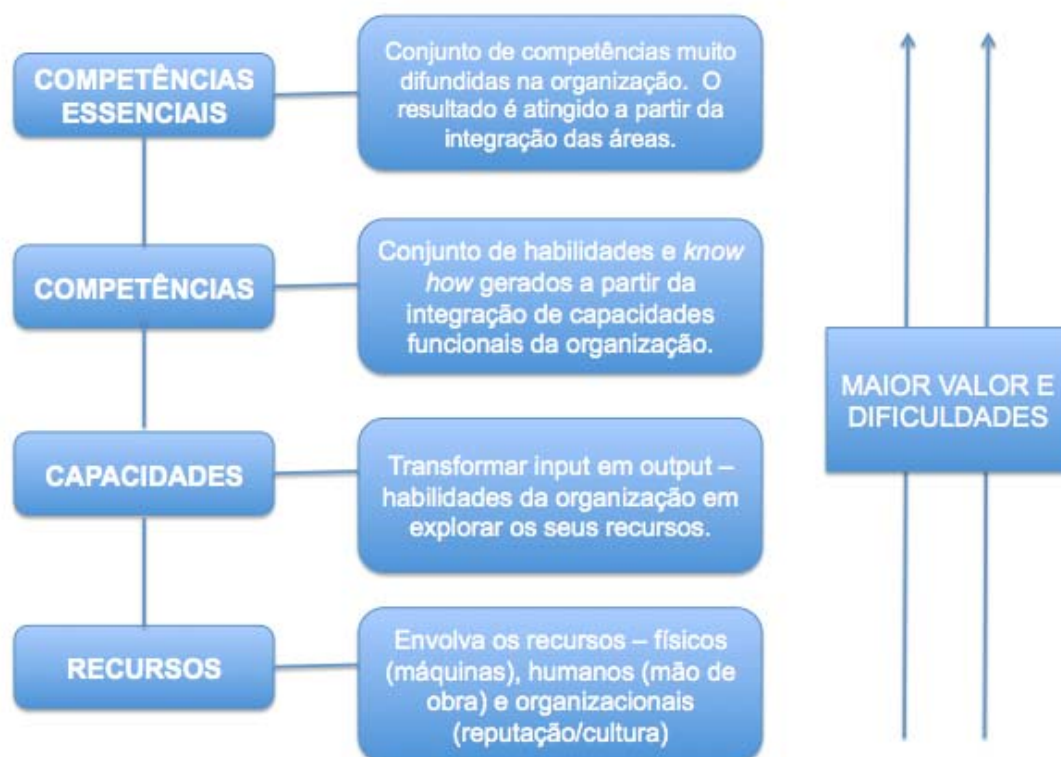 COMPETÊNCIAS
ESSENCIAIS
Conjunto de competências muito
difundidas na organização. O
resultado é atingido a partir da
integração das áreas.
COMPETÊNCIAS
Conjunto de habilidades e know
how gerados a partir da
integração de capacidades
funcionais da organização.
MAIOR VALOR E
DIFICULDADES
CAPACIDADES
Transformar input em output –
habilidades da organização em
explorar os seus recursos.
RECURSOS
Envolva os recursos – físicos
(máquinas), humanos (mão de
obra) e organizacionais
(reputação/cultura)